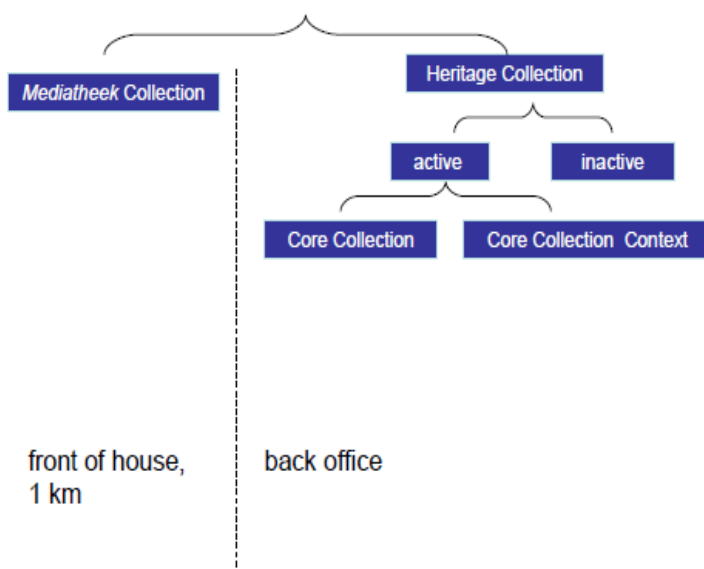 Mediatheek Collection
Heritage Collection
active
inactive
Core Collection
Core Collection Context
front of house,
1 km
back office